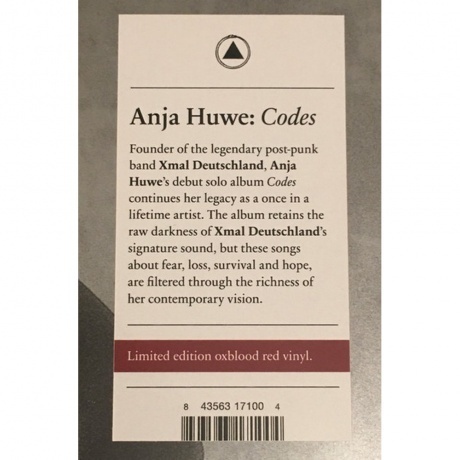 Anja Huwe: Codes
Founder of the legendary post-punk
band Xmal Deutschland, Anja
Huwe's debut solo album Codes
continues her legacy as a once in a
lifetime artist. The album retains the
raw darkness of Xmal Deutschland's
signature sound, but these songs
about fear, loss, survival and hope,
are filtered through the richness of
her contemporary vision.
Limited edition oxblood red vinyl.
8 43563 17100 4